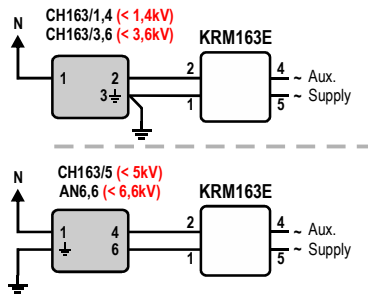 CH163/1,4 (< 1,4kV)
N CH163/3,6 (< 3,6kV) KRM163E
1 2 2 4 ~ Aux.
3 1 5 ~ Supply
CH163/5 (< 5kV)
N AN6,6 (< 6,6kV) KRM163E
1 4 2 4 ~ Aux.
6 1 5 ~ Supply